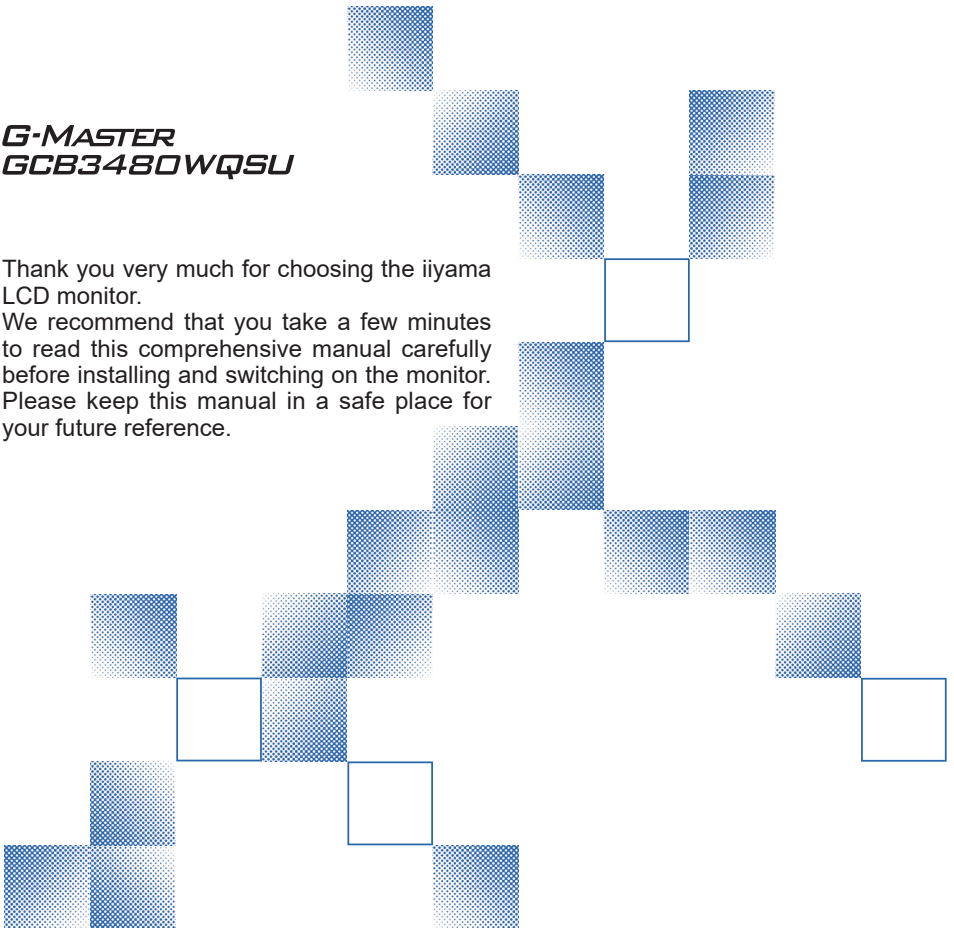 G-MASTER
GCB3480WQSU
Thank you very much for choosing the iiyama
LCD monitor.
We recommend that you take a few minutes
to read this comprehensive manual carefully
before installing and switching on the monitor.
Please keep this manual in a safe place for
your future reference.